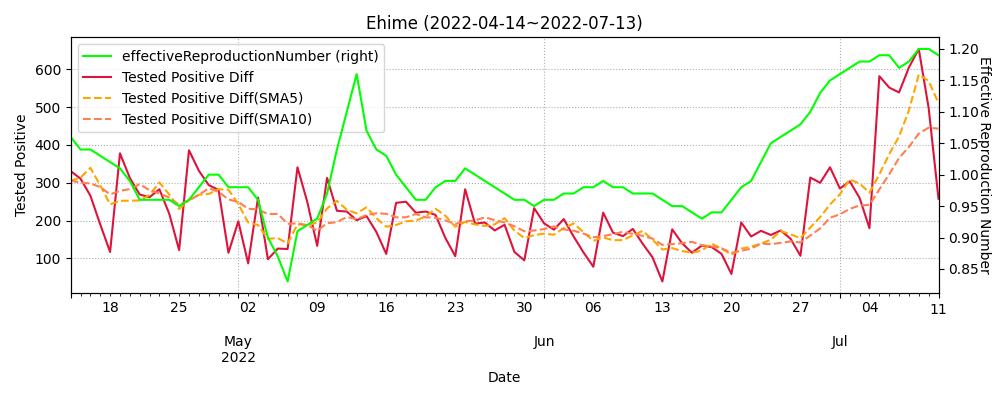 Ehime (2022-04-14~2022-07-13)
effectiveReproductionNumber (right)
Tested Positive Diff
Tested Positive Diff(SMA5)
Tested Positive Diff(SMA10)
Tested Positive
600
500
400
300
200
100
1.20
1.15
1.10
1.05
1.00
0.95
0.90
0.85
effectiveReproductionNumber
18 25 02 09 16 23 30 06 13 20 27 04 11
May Jun Jul
2022
Date